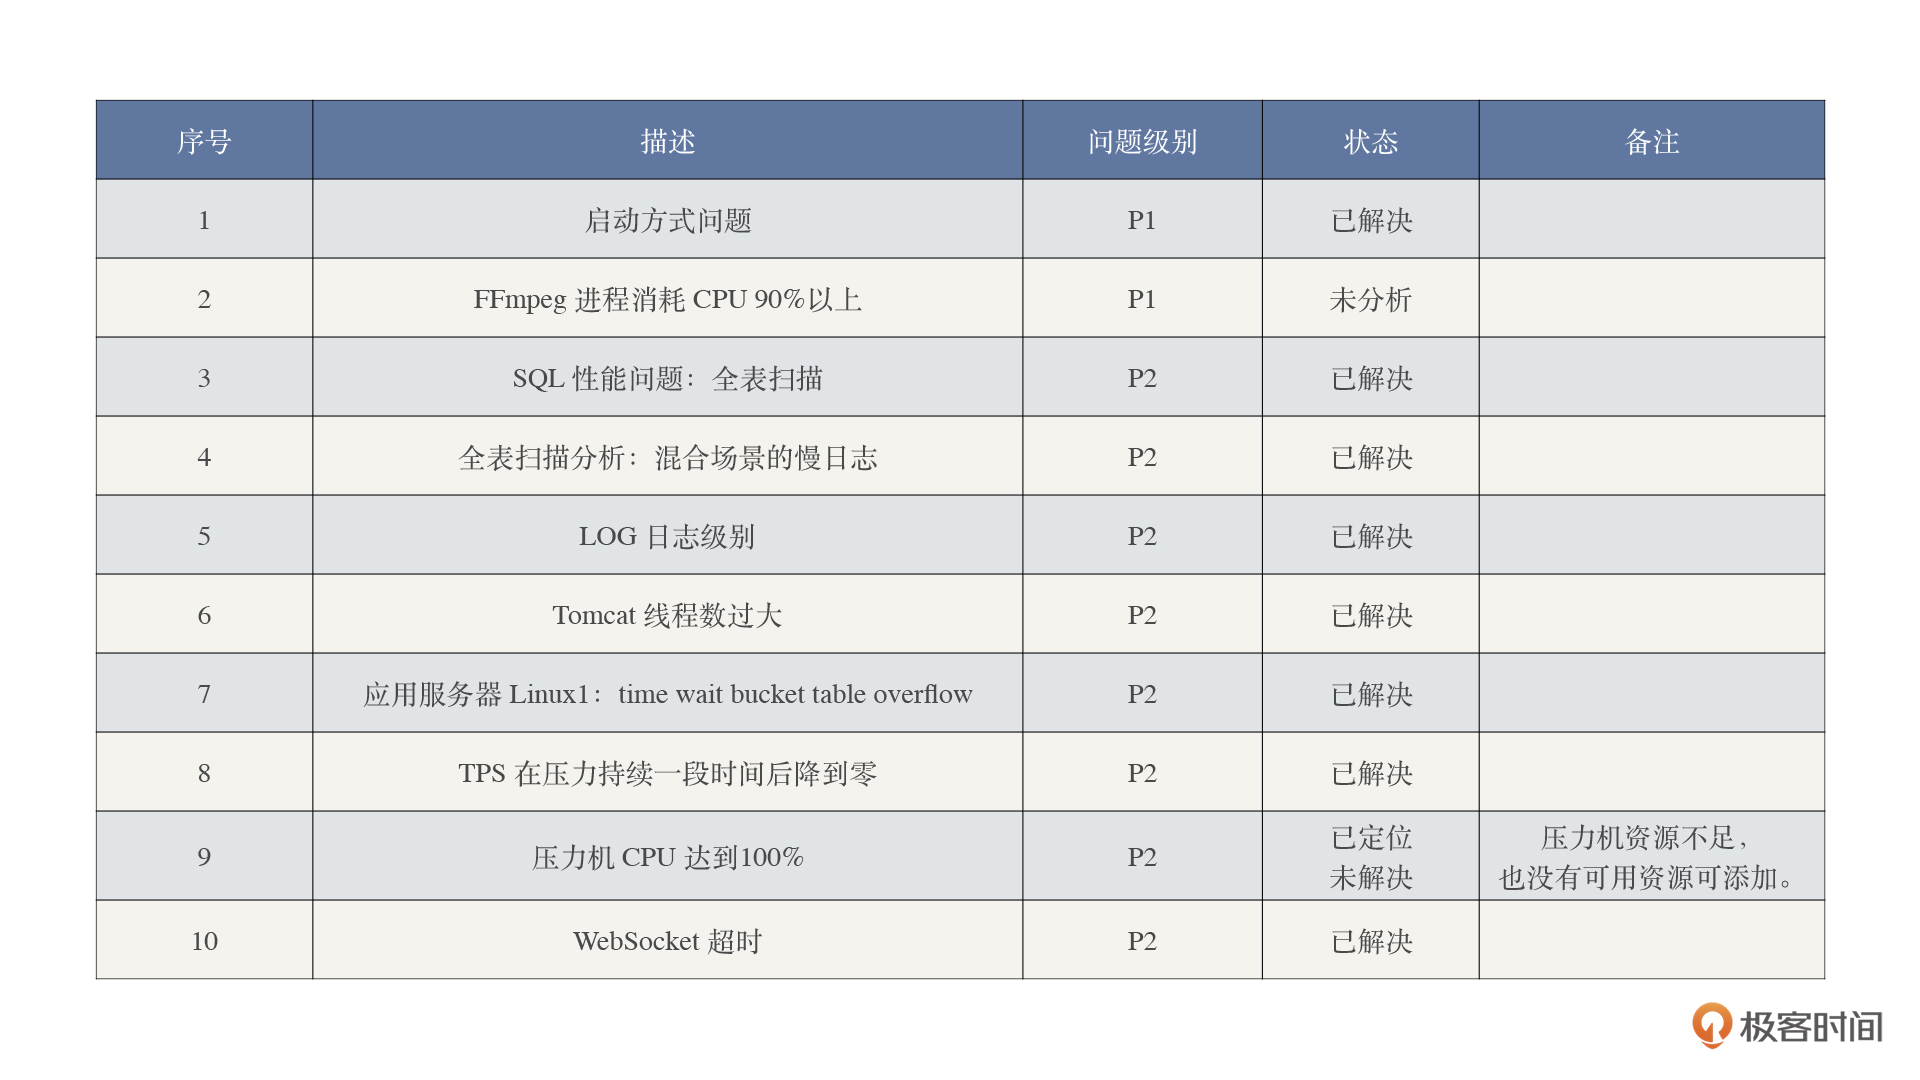 序号 描述 问题级别 状态 备注
1 启动方式问题 P1 已解决
2 FFmpeg 进程消耗 CPU 90%以上 P1 未分析
3 SQL 性能问题：全表扫描 P2 已解决
4 全表扫描分析：混合场景的慢日志 P2 已解决
5 LOG 日志级别 P2 已解决
6 Tomcat 线程数过大 P2 已解决
7 应用服务器 Linux1：time wait bucket table overflow P2 已解决
8 TPS 在压力持续一段时间后降到零 P2 已解决
9 压力机 CPU 达到100% P2 已定位
未解决 压力机资源不足，
也没有可用资源可添加。
10 WebSocket 超时 P2 已解决
极客时间